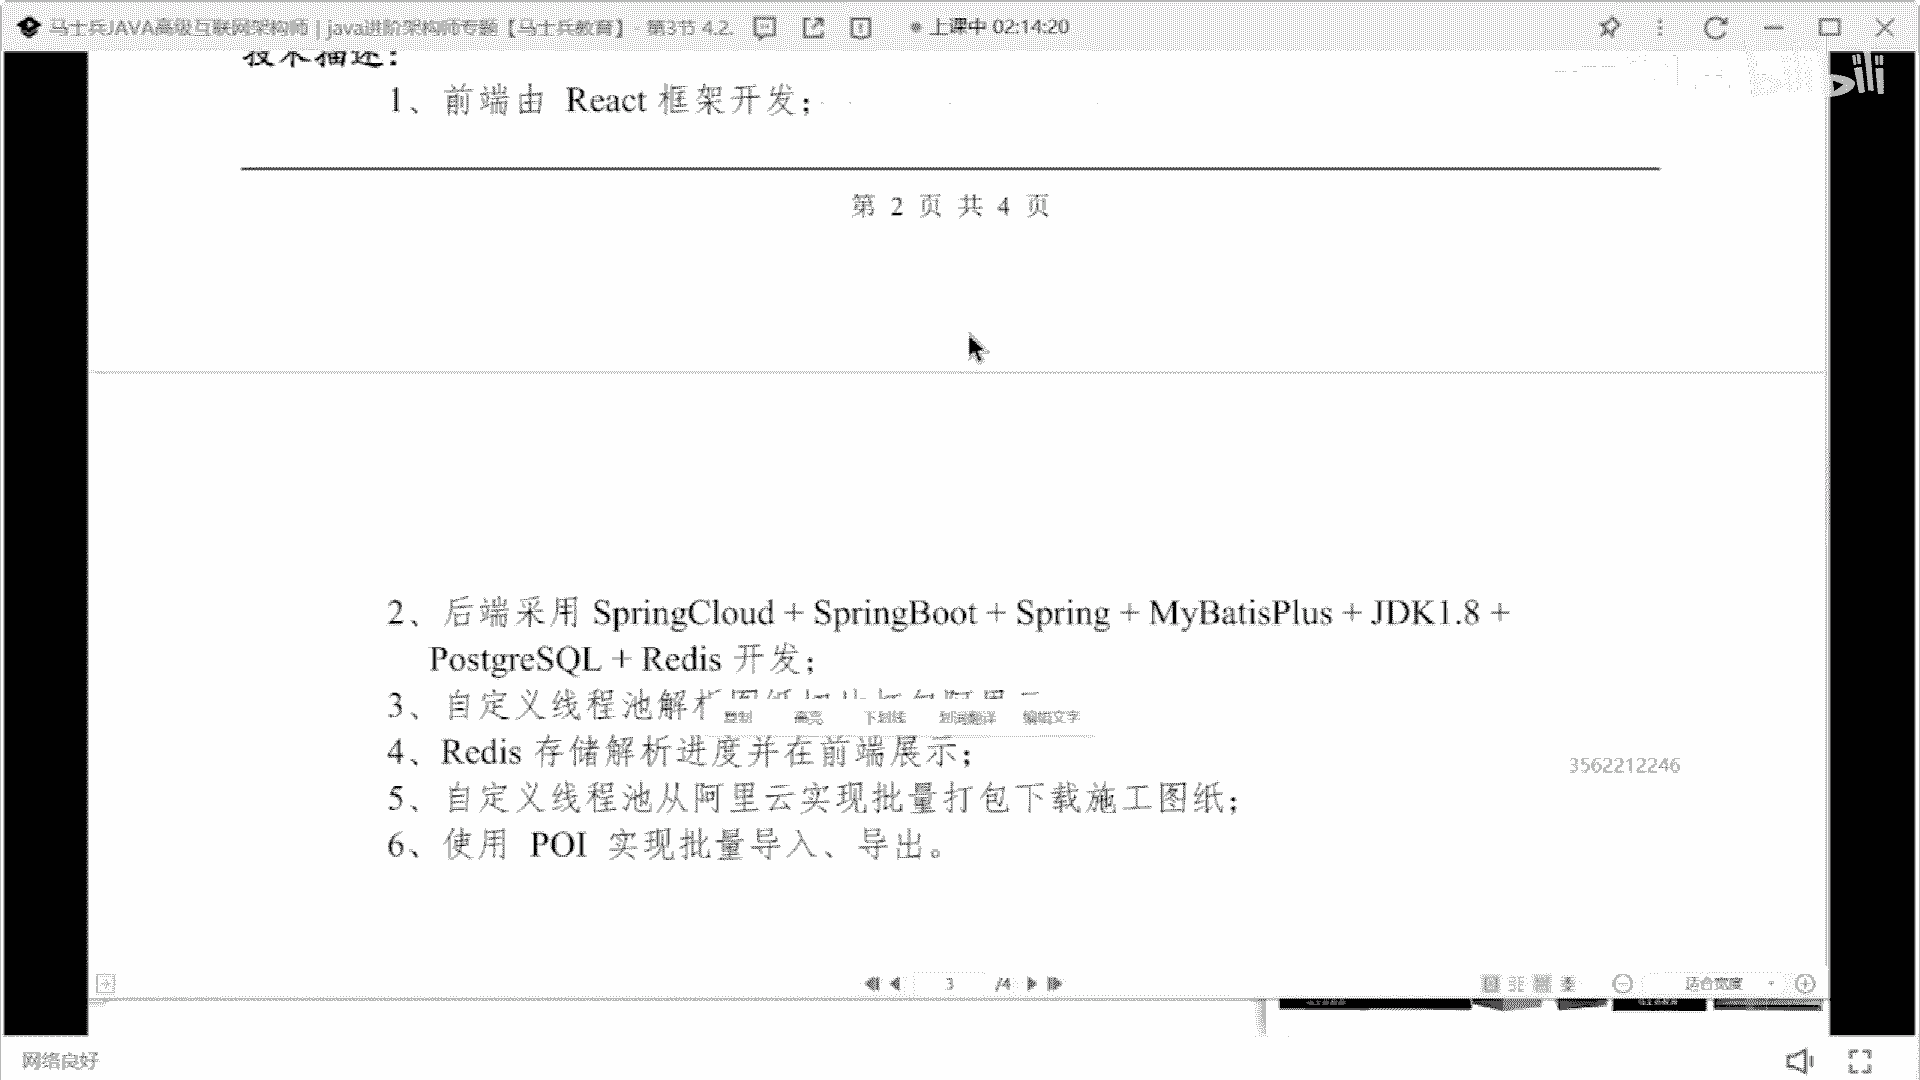 马士兵JAVA高级互联网架构师 | java进阶架构师专题【马士兵教育】 - 第3节 4.2.
上课中 02:14:20
技术描述：
bilibili
1、前端由 React 框架开发；
第 2 页 共 4 页
2、后端采用 SpringCloud + SpringBoot + Spring + MyBatisPlus + JDK1.8 +
PostgreSQL + Redis 开发；
3、自定义线程池解析图纸
复制 高亮 下划线 划词翻译 编辑文字
4、Redis 存储解析进度并在前端展示；
3562212246
5、自定义线程池从阿里云实现批量打包下载施工图纸；
6、使用 POI 实现批量导入、导出。
3 /4
适合宽度
网络良好